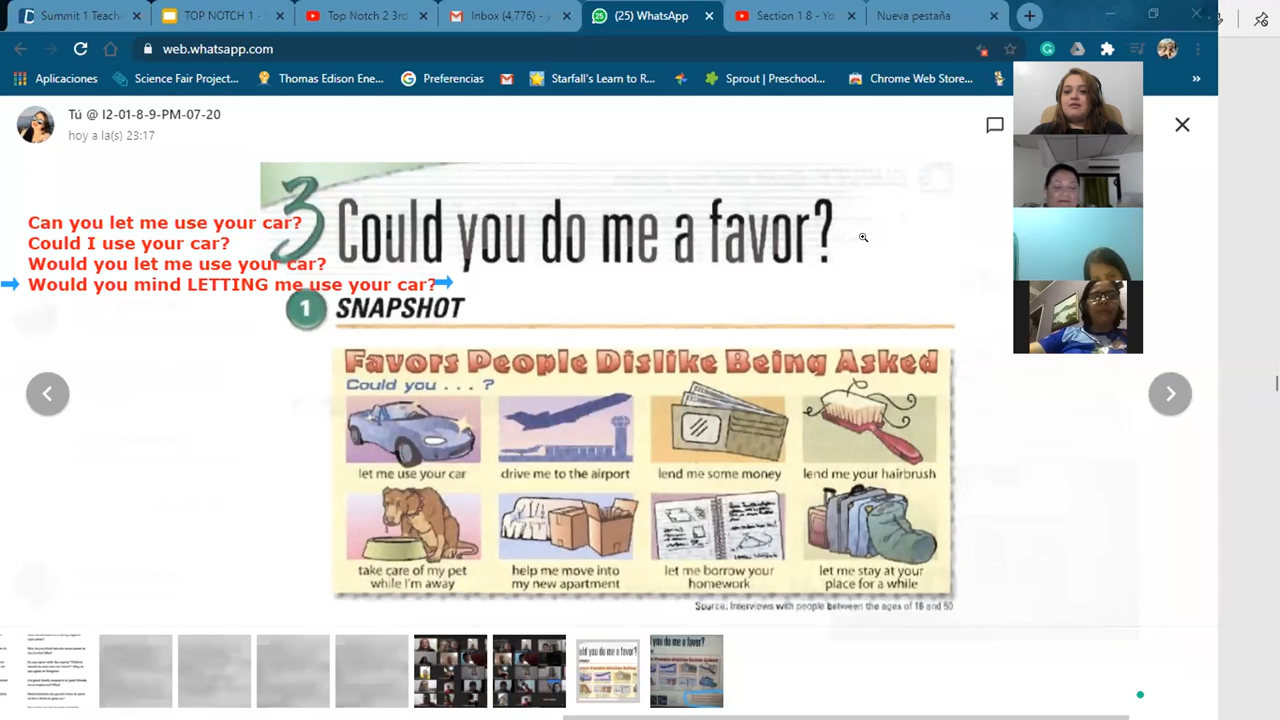 Summit 1 Teach
TOP NOTCH 1 -
Top Notch 2 3rd
Inbox (4,776) - y
(25) WhatsApp
Section 1 8 - Yo
Nueva pestaña
web.whatsapp.com
Aplicaciones
Science Fair Project...
Thomas Edison Ene...
Preferencias
Starfall's Learn to R...
Sprout | Preschool...
Chrome Web Store...
Tú @ I2-01-8-9-PM-07-20
hoy a la(s) 23:17
Can you let me use your car?
Could I use your car?
Would you let me use your car?
Would you mind LETTING me use your car?
3 Could you do me a favor?
1 SNAPSHOT
Favors People Dislike Being Asked
Could you . . . ?
let me use your car
drive me to the airport
lend me some money
lend me your hairbrush
take care of my pet
while I'm away
help me move into
my new apartment
let me borrow your
homework
let me stay at your
place for a while
Source: Interviews with people between the ages of 16 and 50